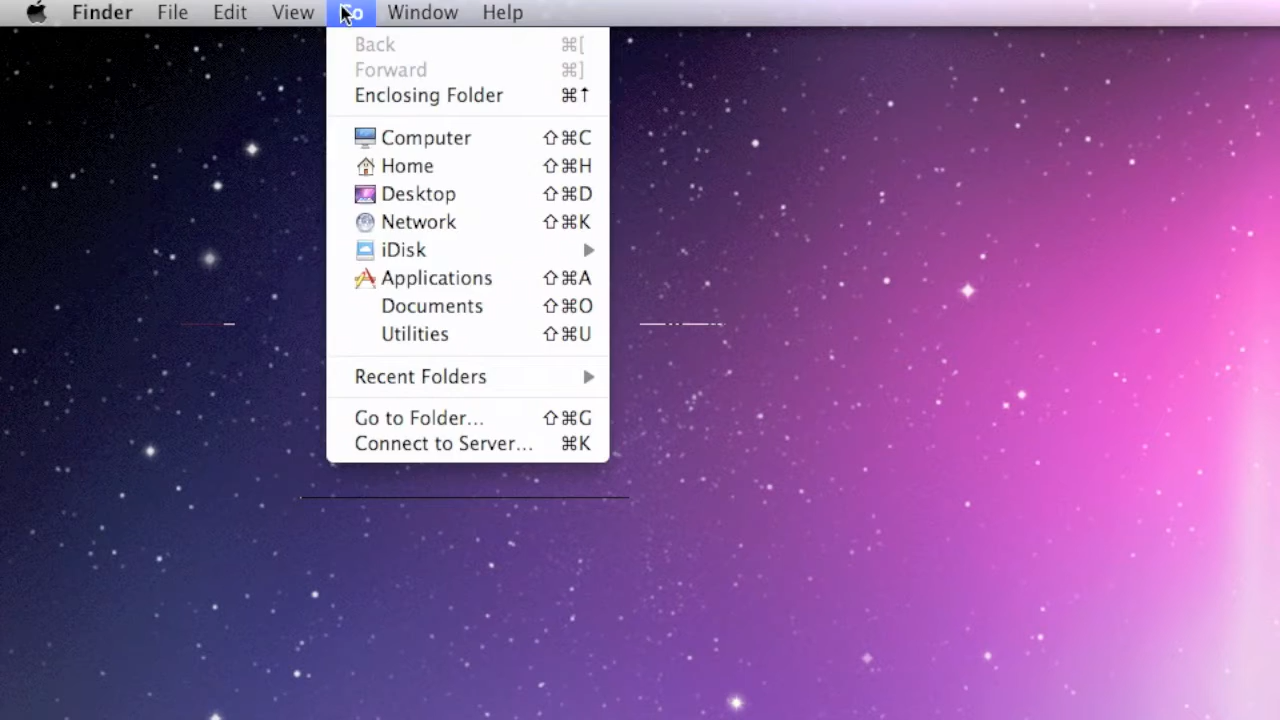 Finder File Edit View Go Window Help
Back ⌘[
Forward ⌘]
Enclosing Folder ⌘↑
Computer ⇧⌘C
Home ⇧⌘H
Desktop ⇧⌘D
Network ⇧⌘K
iDisk
Applications ⇧⌘A
Documents ⇧⌘O
Utilities ⇧⌘U
Recent Folders
Go to Folder... ⇧⌘G
Connect to Server... ⌘K